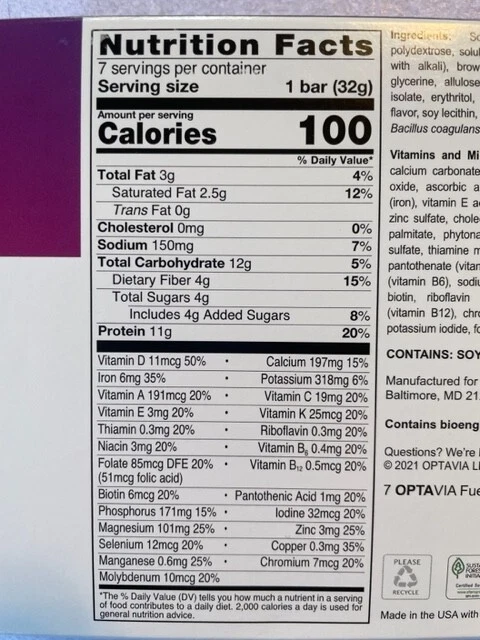 Nutrition Facts
7 servings per container
Serving size 1 bar (32g)
Amount per serving
Calories 100
% Daily Value*
Total Fat 3g 4%
Saturated Fat 2.5g 12%
Trans Fat 0g
Cholesterol 0mg 0%
Sodium 150mg 7%
Total Carbohydrate 12g 5%
Dietary Fiber 4g 15%
Total Sugars 4g
Includes 4g Added Sugars 8%
Protein 11g 20%
Vitamin D 11mcg 50% • Calcium 197mg 15%
Iron 6mg 35% • Potassium 318mg 6%
Vitamin A 191mcg 20% • Vitamin C 19mg 20%
Vitamin E 3mg 20% • Vitamin K 25mcg 20%
Thiamin 0.3mg 20% • Riboflavin 0.3mg 20%
Niacin 3mg 20% • Vitamin B₆ 0.4mg 20%
Folate 85mcg DFE 20% • Vitamin B₁₂ 0.5mcg 20%
(51mcg folic acid)
Biotin 6mcg 20% • Pantothenic Acid 1mg 20%
Phosphorus 171mg 15% • Iodine 32mcg 20%
Magnesium 101mg 25% • Zinc 3mg 25%
Selenium 12mcg 20% • Copper 0.3mg 35%
Manganese 0.6mg 25% • Chromium 7mcg 20%
Molybdenum 10mcg 20%
*The % Daily Value (DV) tells you how much a nutrient in a serving
of food contributes to a daily diet. 2,000 calories a day is used for
general nutrition advice.
Ingredients: So
polydextrose, solu
with alkali), brow
glycerine, allulose
isolate, erythritol,
flavor, soy lecithin,
Bacillus coagulans
Vitamins and Mi
calcium carbonate
oxide, ascorbic a
(iron), vitamin E a
zinc sulfate, chole
palmitate, phytona
sulfate, thiamine m
pantothenate (vitam
(vitamin B6), sodiu
biotin, riboflavin
(vitamin B12), chro
potassium iodide, fo
CONTAINS: SOY
Manufactured for
Baltimore, MD 21
Contains bioeng
Questions? We're
© 2021 OPTAVIA LL
7 OPTAVIA Fue
PLEASE
RECYCLE
Made in the USA with